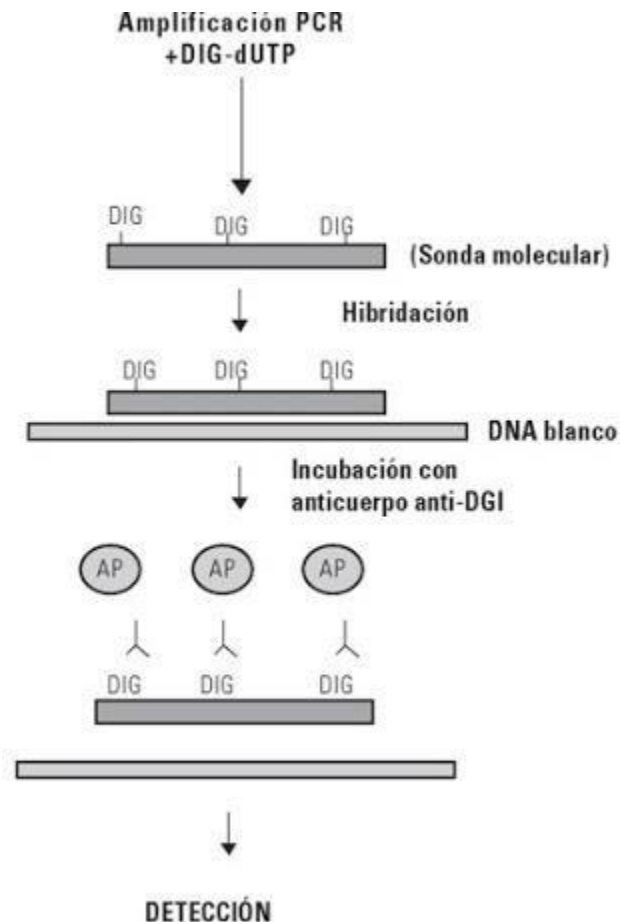 Amplificación PCR
+DIG-dUTP
DIG DIG DIG
(Sonda molecular)
Hibridación
DIG DIG DIG
DNA blanco
Incubación con
anticuerpo anti-DGI
AP AP AP
DIG DIG DIG
DETECCIÓN